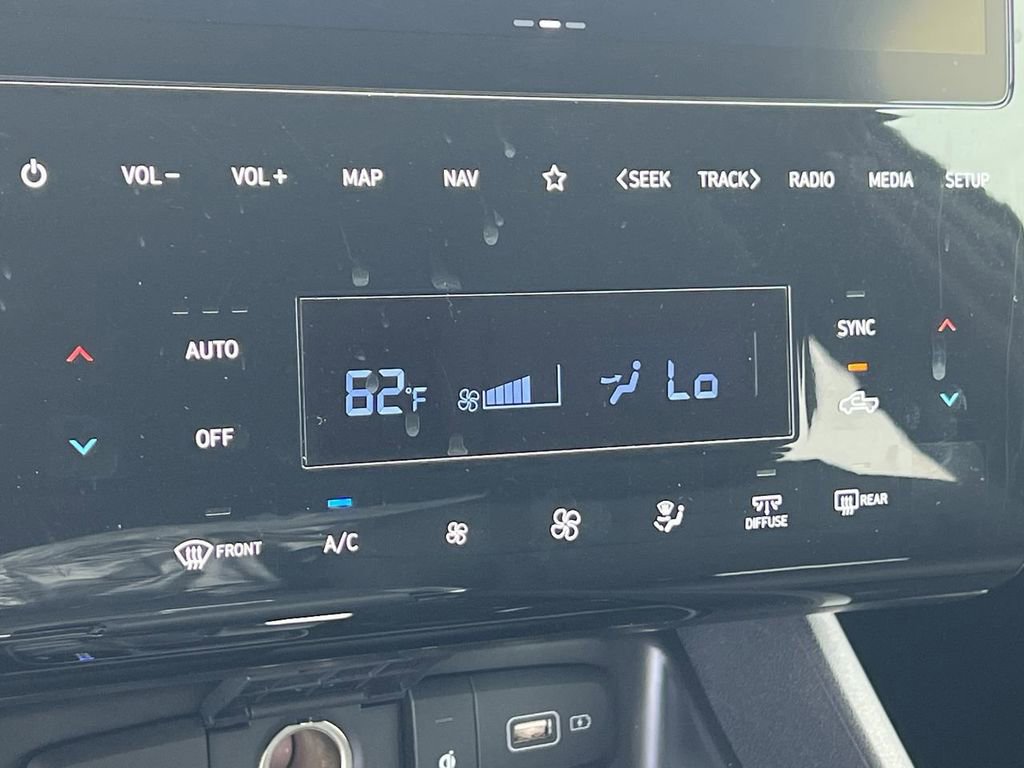 VOL− VOL+ MAP NAV <SEEK TRACK> RADIO MEDIA SETUP
AUTO SYNC
62°F Lo
OFF
FRONT A/C DIFFUSE REAR